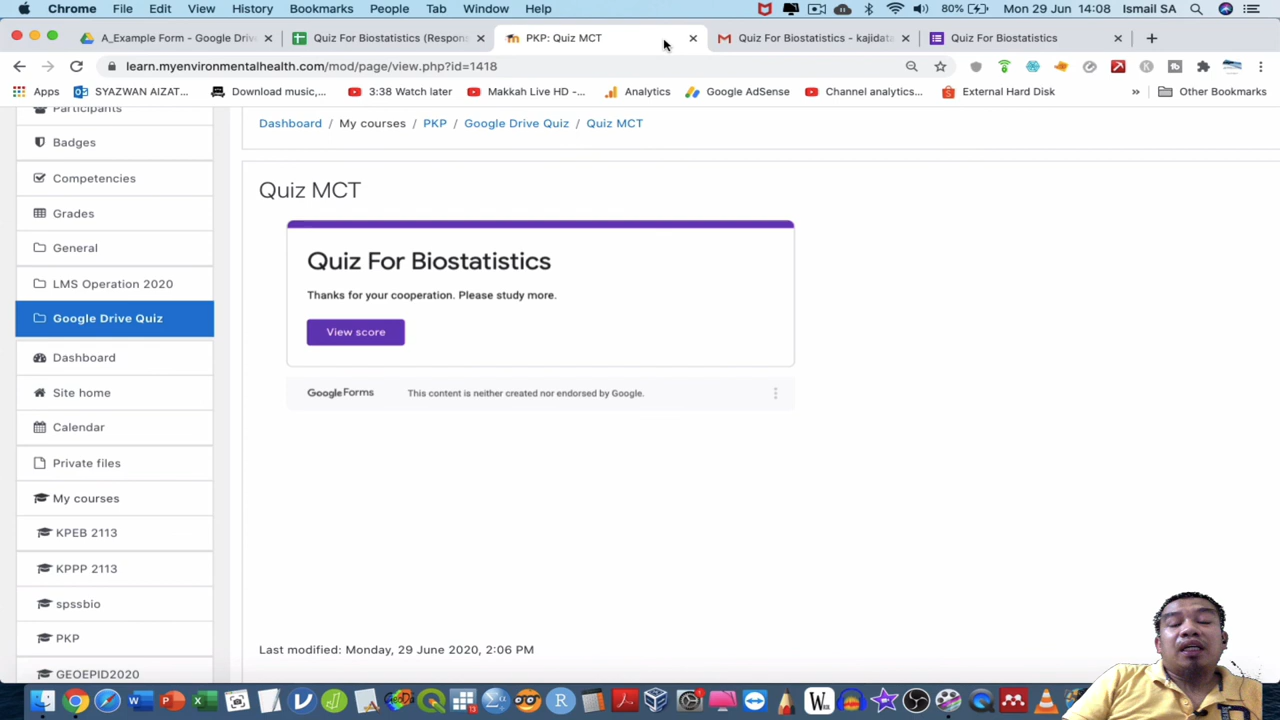 Chrome File Edit View History Bookmarks People Tab Window Help 80% Mon 29 Jun 14:08 Ismail SA
A_Example Form - Google Driv Quiz For Biostatistics (Respons PKP: Quiz MCT Quiz For Biostatistics - kajidata Quiz For Biostatistics
learn.myenvironmentalhealth.com/mod/page/view.php?id=1418
Apps SYAZWAN AIZAT... Download music,... 3:38 Watch later Makkah Live HD -... Analytics Google AdSense Channel analytics... External Hard Disk » Other Bookmarks
Participants
Dashboard / My courses / PKP / Google Drive Quiz / Quiz MCT
Badges
Competencies
Grades
General
LMS Operation 2020
Google Drive Quiz
Dashboard
Site home
Calendar
Private files
My courses
KPEB 2113
KPPP 2113
spssbio
PKP
GEOEPID2020
Quiz MCT
Quiz For Biostatistics
Thanks for your cooperation. Please study more.
View score
Google Forms This content is neither created nor endorsed by Google.
Last modified: Monday, 29 June 2020, 2:06 PM